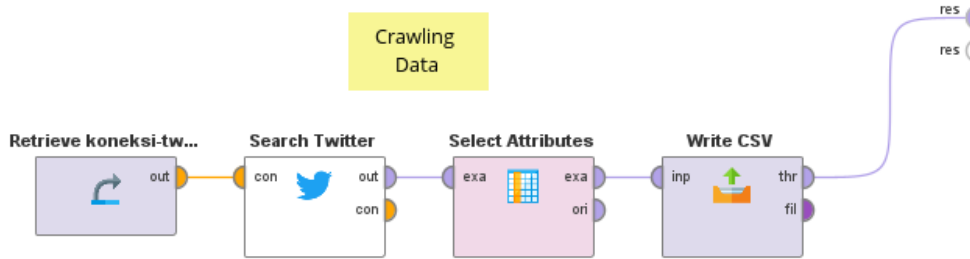 res
Crawling
Data
res
Retrieve koneksi-tw...
Search Twitter
Select Attributes
Write CSV
out
con
out
exa
exa
inp
thr
con
ori
fil